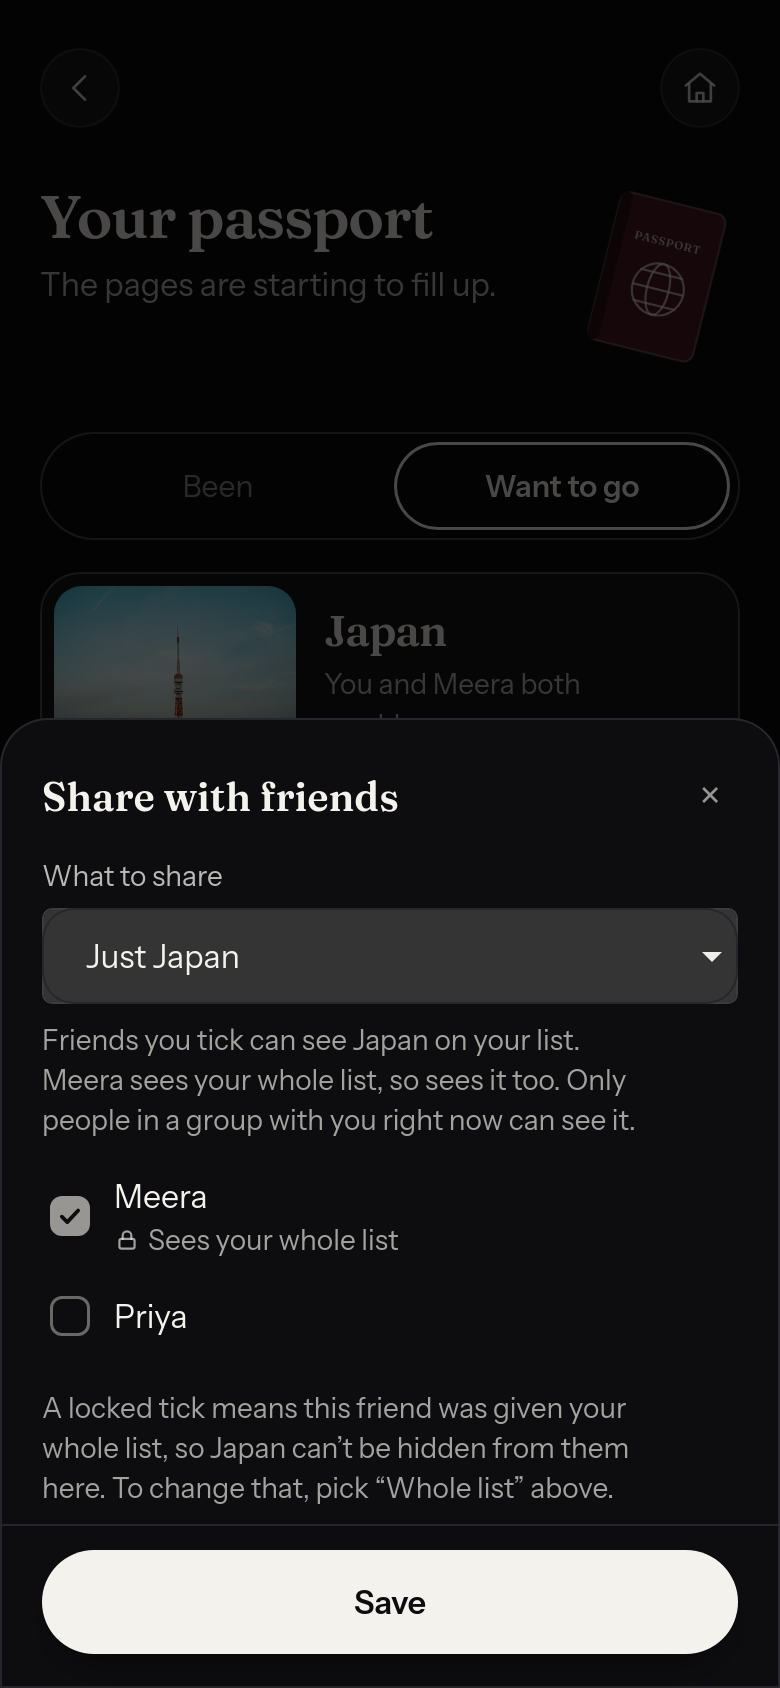 Your passport
The pages are starting to fill up.
PASSPORT
Been
Want to go
Japan
You and Meera both
Share with friends
What to share
Just Japan
Friends you tick can see Japan on your list.
Meera sees your whole list, so sees it too. Only
people in a group with you right now can see it.
Meera
Sees your whole list
Priya
A locked tick means this friend was given your
whole list, so Japan can’t be hidden from them
here. To change that, pick “Whole list” above.
Save